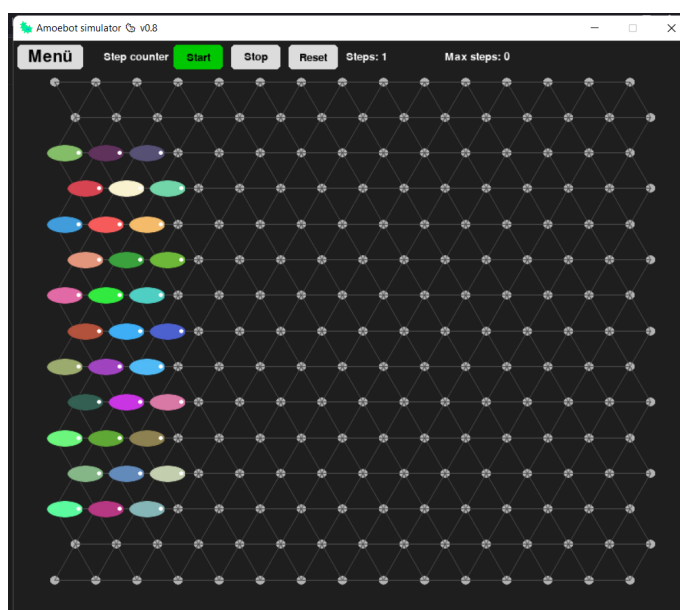 Amoebot simulator v0.8
Menü Step counter Start Stop Reset Steps: 1 Max steps: 0